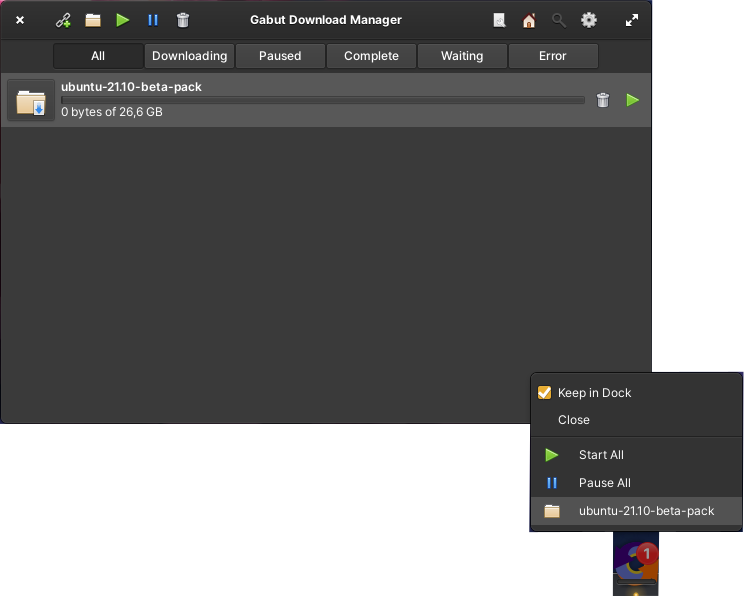 Gabut Download Manager
All Downloading Paused Complete Waiting Error
ubuntu-21.10-beta-pack
0 bytes of 26,6 GB
Keep in Dock
Close
Start All
Pause All
ubuntu-21.10-beta-pack
1